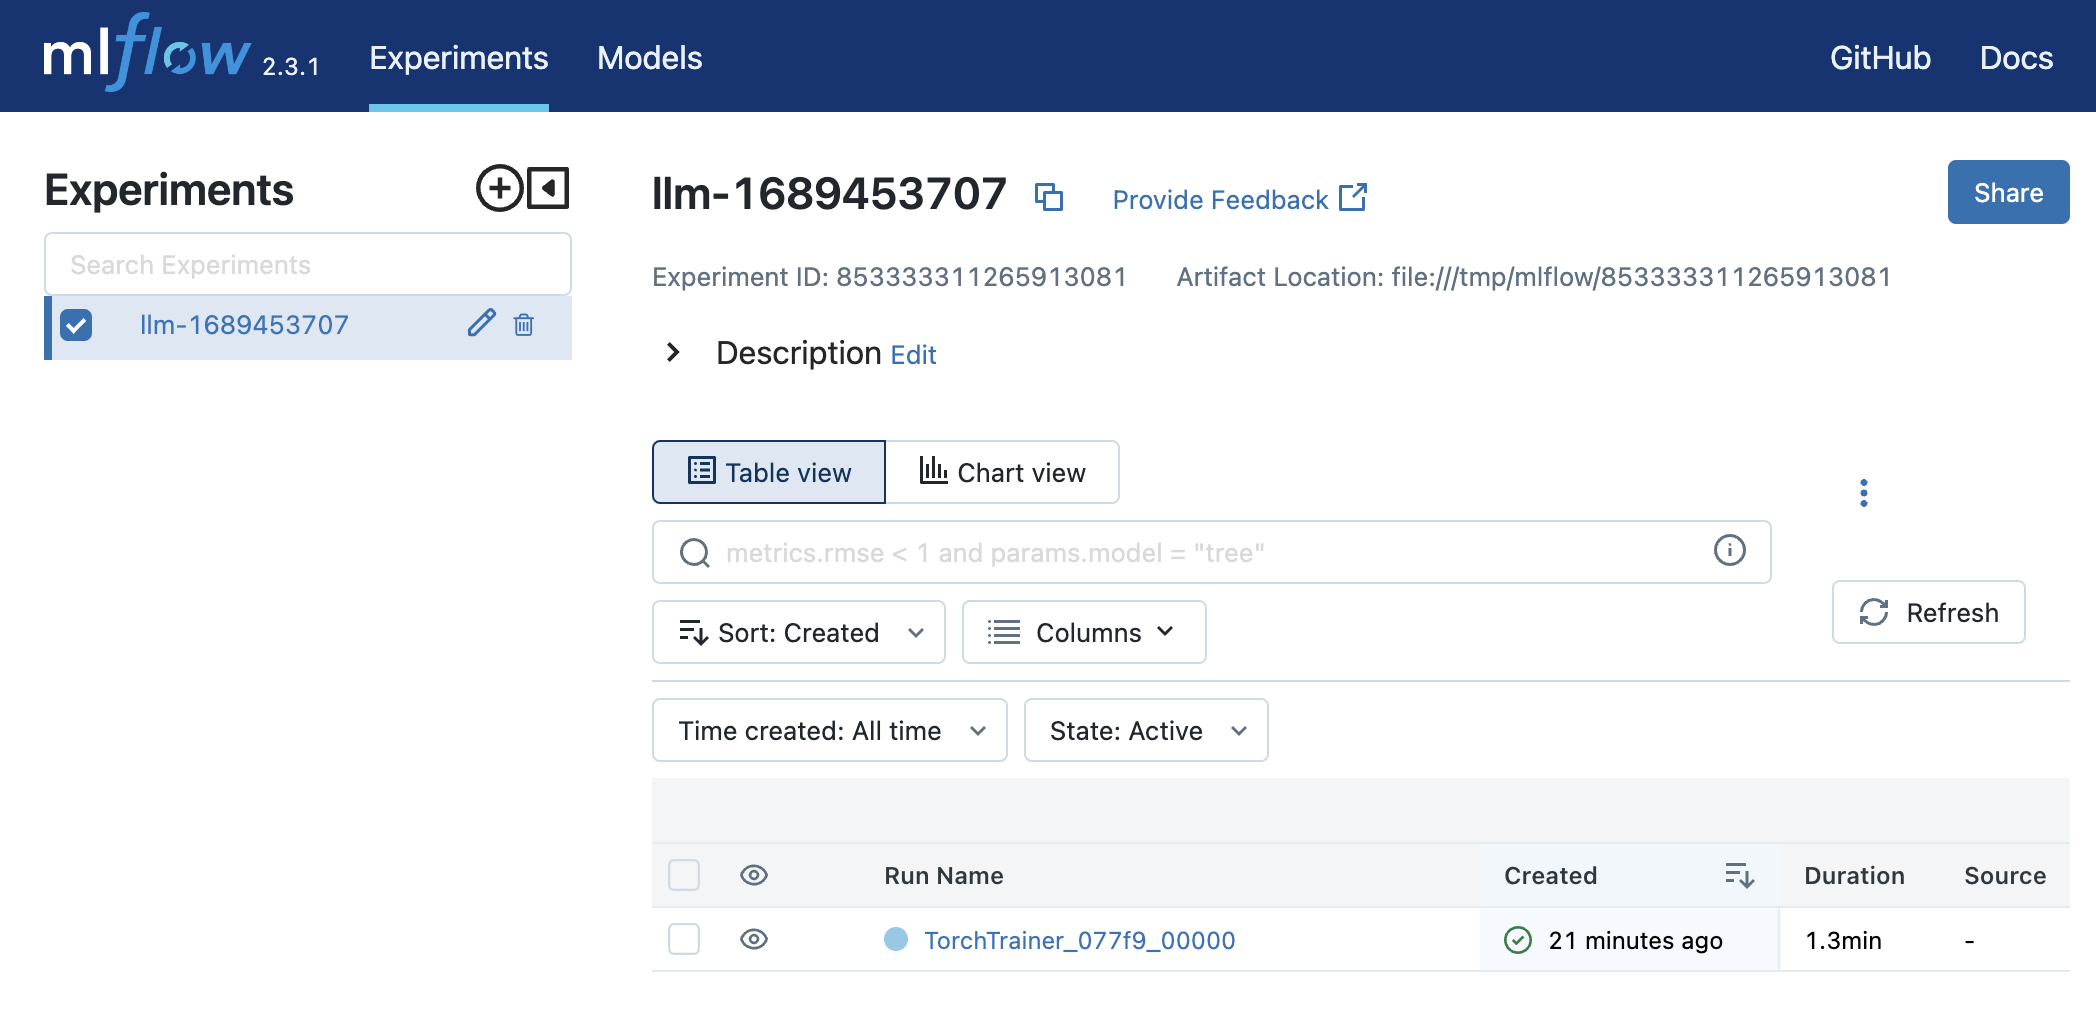 mlflow 2.3.1 Experiments Models GitHub Docs
Experiments
Search Experiments
llm-1689453707
llm-1689453707 Provide Feedback Share
Experiment ID: 853333311265913081 Artifact Location: file:///tmp/mlflow/853333311265913081
Description Edit
Table view Chart view
metrics.rmse < 1 and params.model = "tree"
Refresh
Sort: Created Columns
Time created: All time State: Active
Run Name Created Duration Source
TorchTrainer_077f9_00000 21 minutes ago 1.3min -